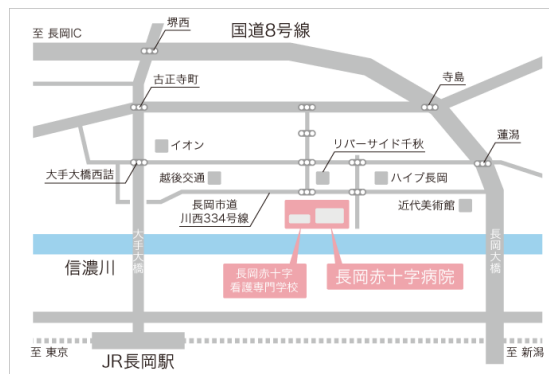 堺西
国道8号線
至 長岡IC
古正寺町
寺島
イオン
リバーサイド千秋
蓮潟
大手大橋西詰
越後交通
ハイブ長岡
長岡市道
川西334号線
近代美術館
大手大橋
長岡大橋
信濃川
長岡赤十字
看護専門学校
長岡赤十字病院
至 東京
JR長岡駅
至 新潟